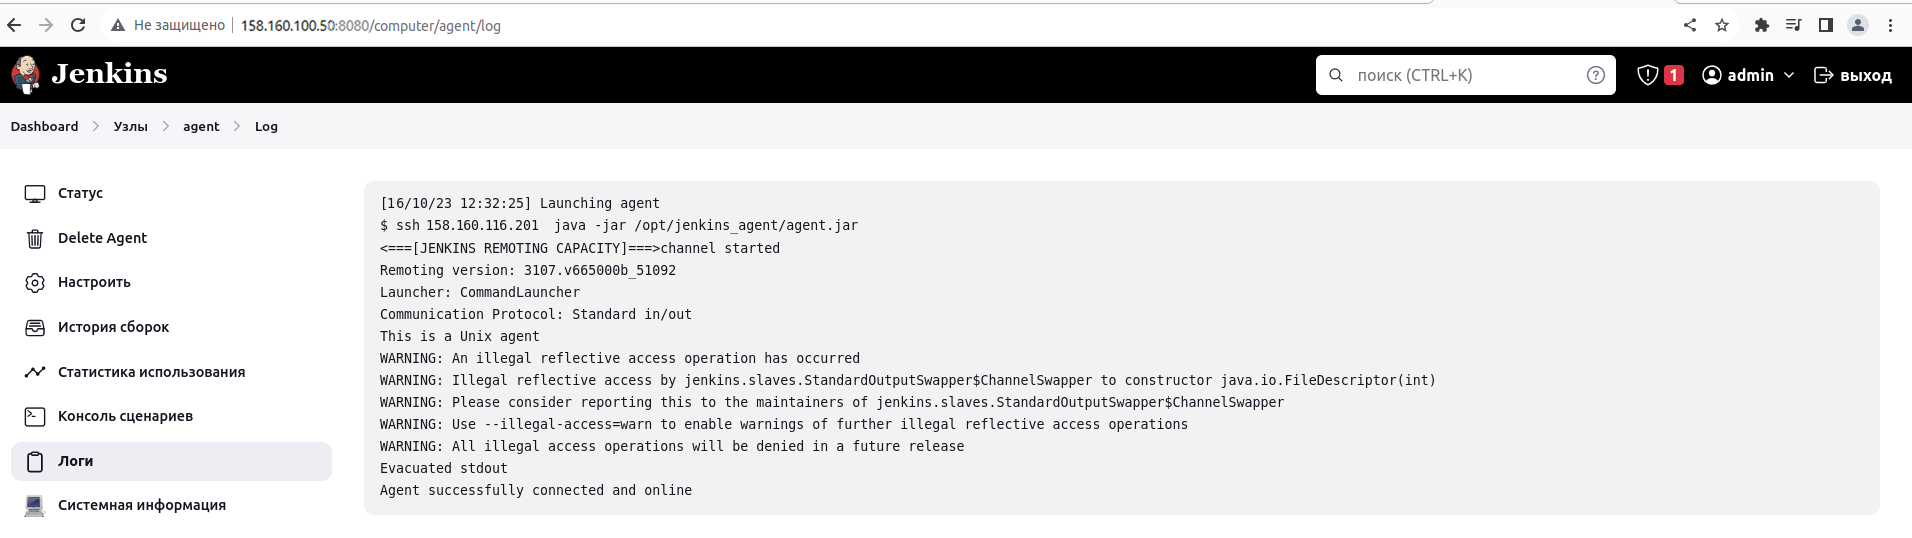 Не защищено 158.160.100.50:8080/computer/agent/log
Jenkins поиск (CTRL+K) 1 admin выход
Dashboard Узлы agent Log
Статус
Delete Agent
Настроить
История сборок
Статистика использования
Консоль сценариев
Логи
Системная информация
[16/10/23 12:32:25] Launching agent
$ ssh 158.160.116.201 java -jar /opt/jenkins_agent/agent.jar
<===[JENKINS REMOTING CAPACITY]===>channel started
Remoting version: 3107.v665000b_51092
Launcher: CommandLauncher
Communication Protocol: Standard in/out
This is a Unix agent
WARNING: An illegal reflective access operation has occurred
WARNING: Illegal reflective access by jenkins.slaves.StandardOutputSwapper$ChannelSwapper to constructor java.io.FileDescriptor(int)
WARNING: Please consider reporting this to the maintainers of jenkins.slaves.StandardOutputSwapper$ChannelSwapper
WARNING: Use --illegal-access=warn to enable warnings of further illegal reflective access operations
WARNING: All illegal access operations will be denied in a future release
Evacuated stdout
Agent successfully connected and online